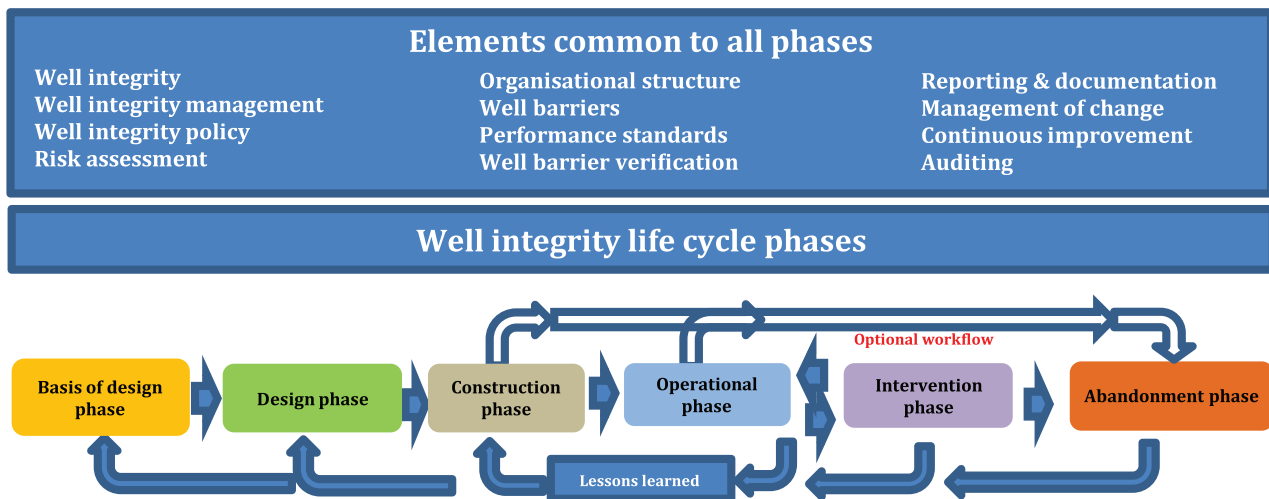 Elements common to all phases
Well integrity
Well integrity management
Well integrity policy
Risk assessment
Organisational structure
Well barriers
Performance standards
Well barrier verification
Reporting & documentation
Management of change
Continuous improvement
Auditing
Well integrity life cycle phases
Optional workflow
Basis of design
phase
Design phase
Construction
phase
Operational
phase
Intervention
phase
Abandonment phase
Lessons learned